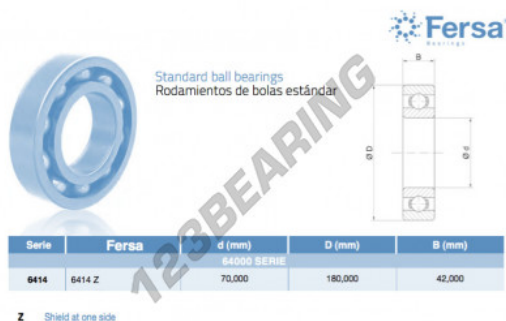 Fersa
Bearings
Standard ball bearings
Rodamientos de bolas estándar
B
Ø D
Ø d
123BEARING
Serie Fersa d (mm) D (mm) B (mm)
64000 SERIE
6414 6414 Z 70,000 180,000 42,000
Z Shield at one side